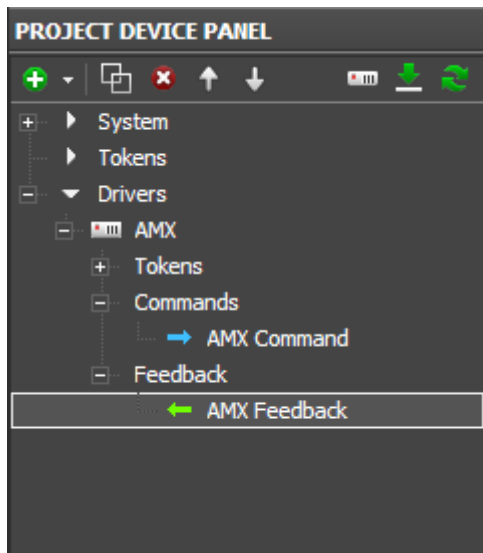 PROJECT DEVICE PANEL
System
Tokens
Drivers
AMX
Tokens
Commands
AMX Command
Feedback
AMX Feedback